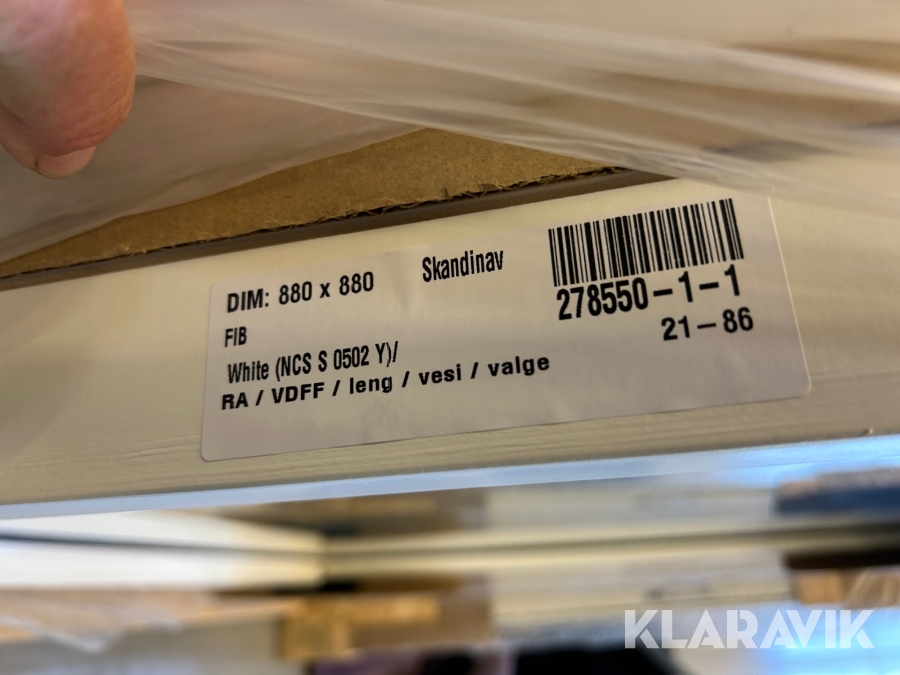 DIM: 880 x 880
Skandinav
278550-1-1
21-86
FIB
White (NCS S 0502 Y)/
RA / VDFF / leng / vesi / valge
KLARAVIK